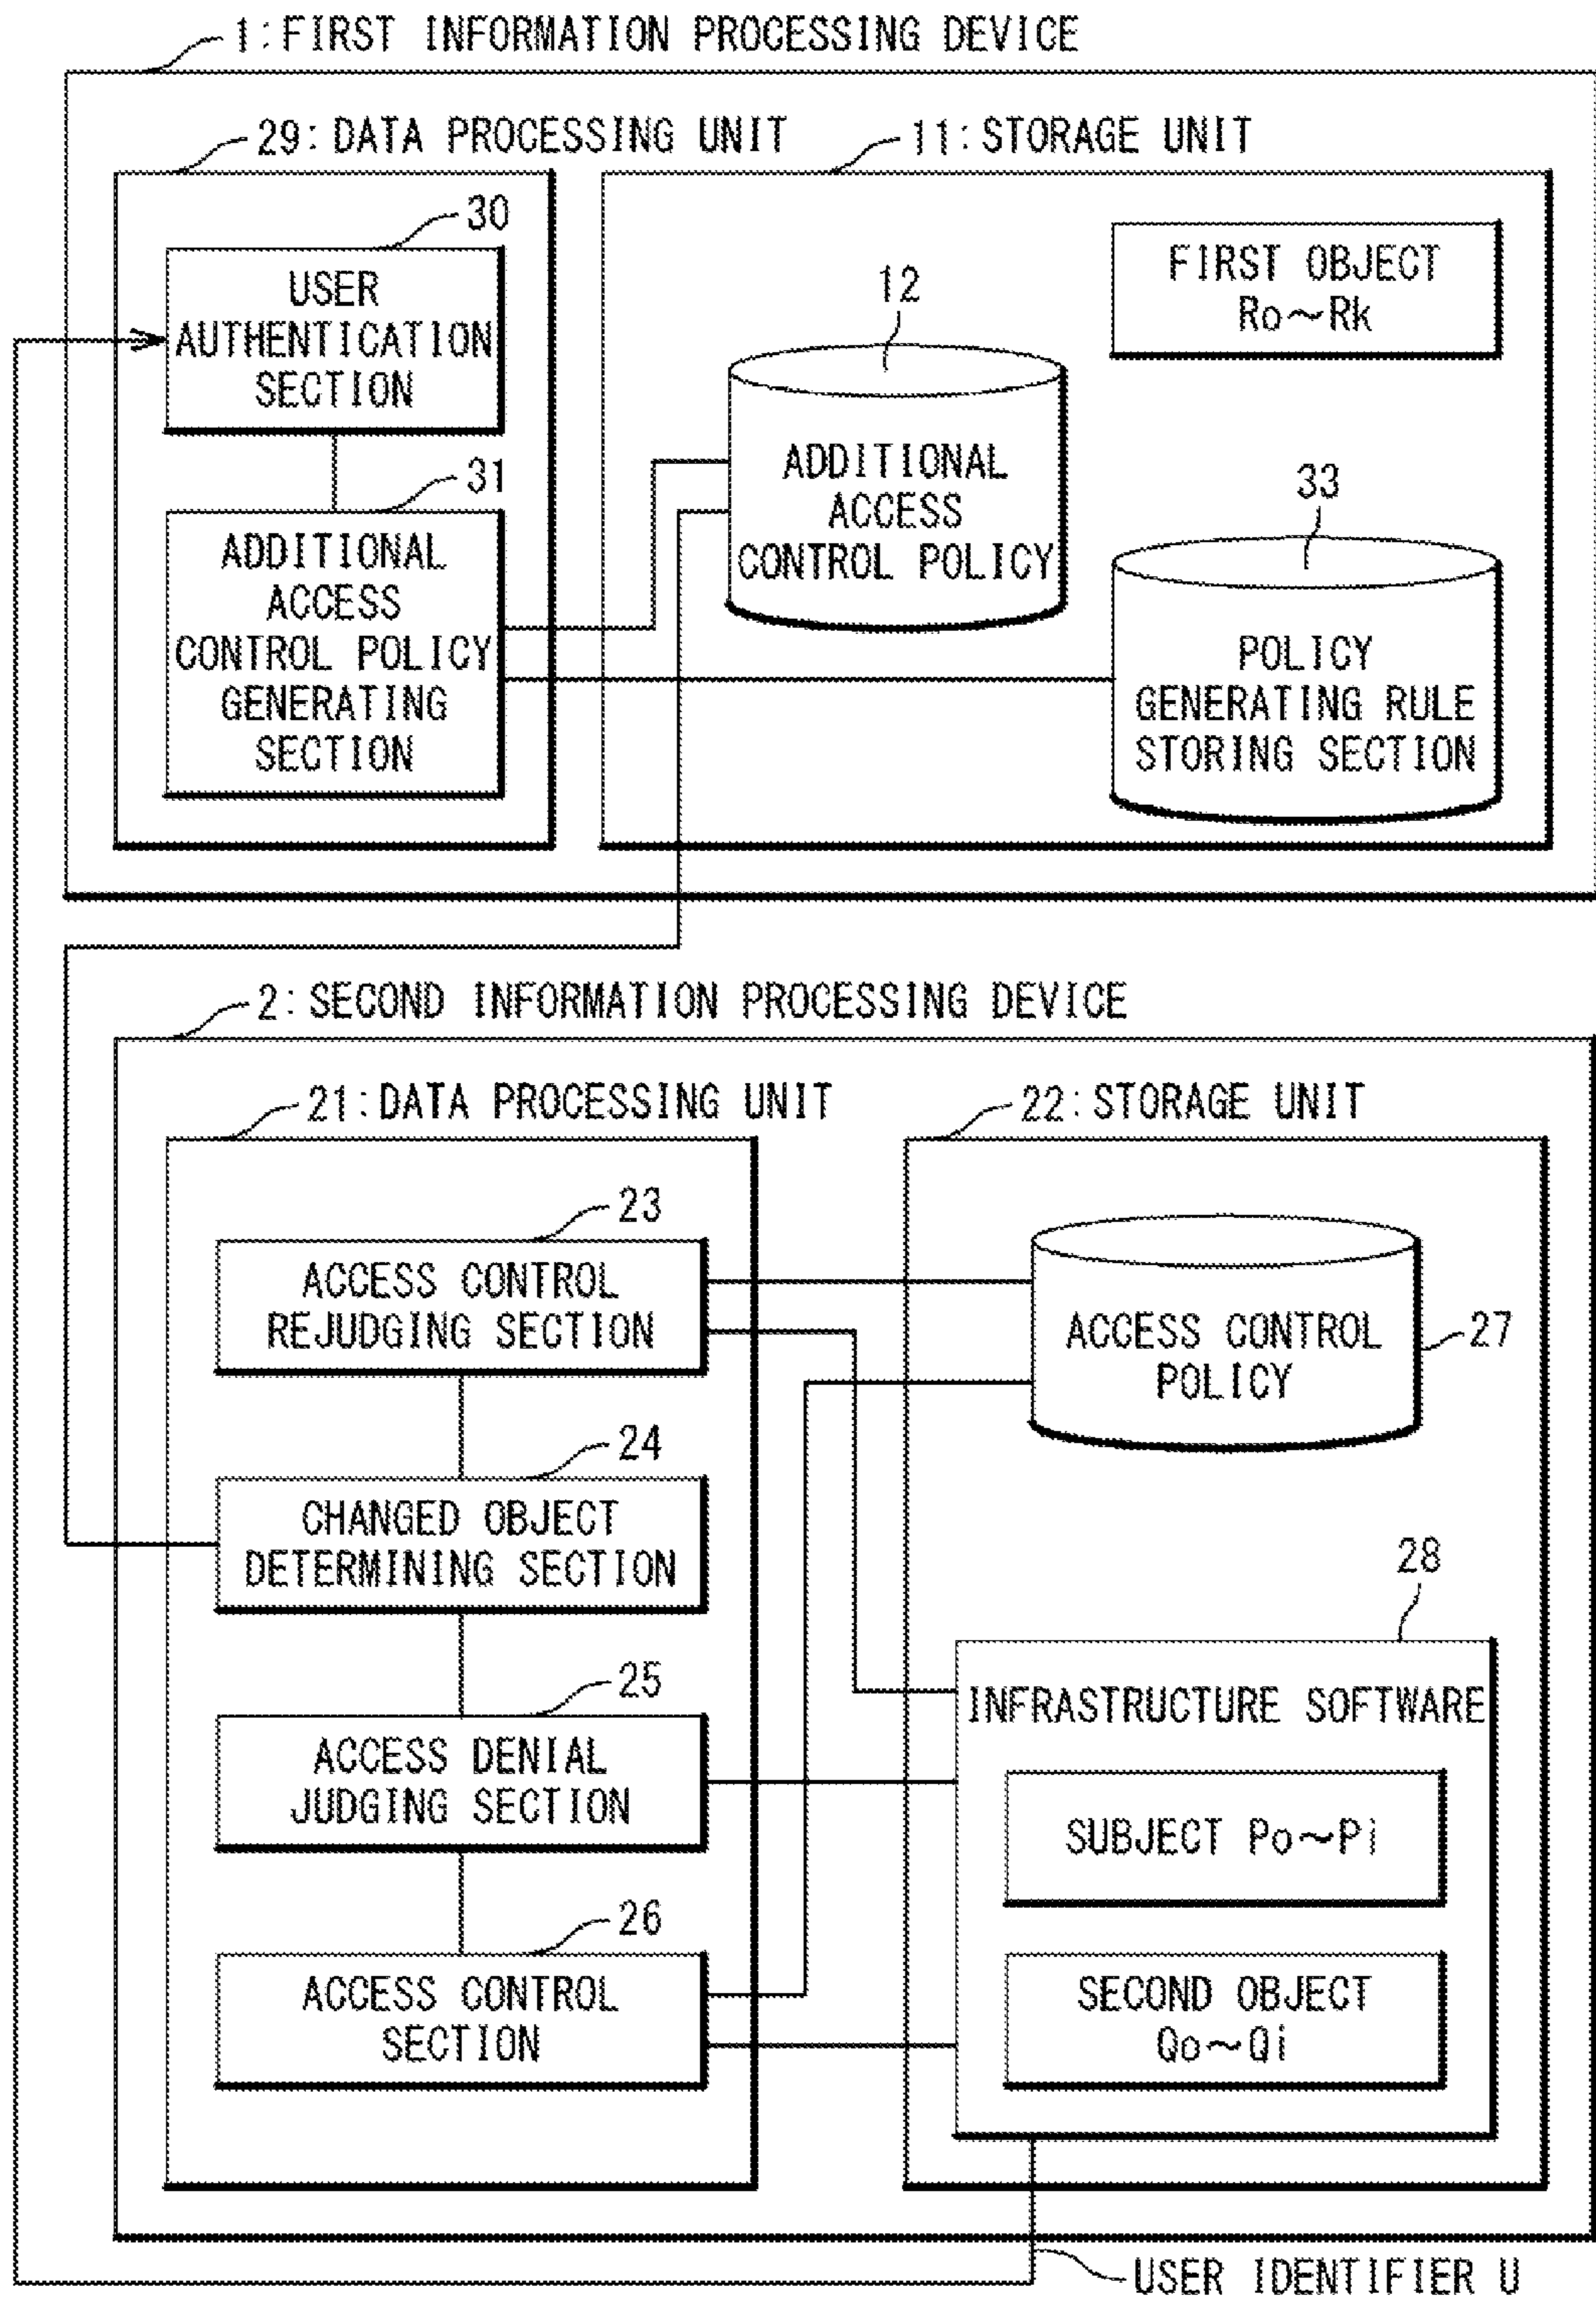 1:FIRST INFORMATION PROCESSING DEVICE
29:DATA PROCESSING UNIT
11:STORAGE UNIT
30
USER
AUTHENTICATION
SECTION
31
ADDITIONAL
ACCESS
CONTROL POLICY
GENERATING
SECTION
12
ADDITIONAL
ACCESS
CONTROL POLICY
FIRST OBJECT
Ro~Rk
33
POLICY
GENERATING RULE
STORING SECTION
2:SECOND INFORMATION PROCESSING DEVICE
21:DATA PROCESSING UNIT
22:STORAGE UNIT
23
ACCESS CONTROL
REJUDGING SECTION
24
CHANGED OBJECT
DETERMINING SECTION
25
ACCESS DENIAL
JUDGING SECTION
26
ACCESS CONTROL
SECTION
ACCESS CONTROL
POLICY
27
28
INFRASTRUCTURE SOFTWARE
SUBJECT Po~Pi
SECOND OBJECT
Qo~Qi
USER IDENTIFIER U